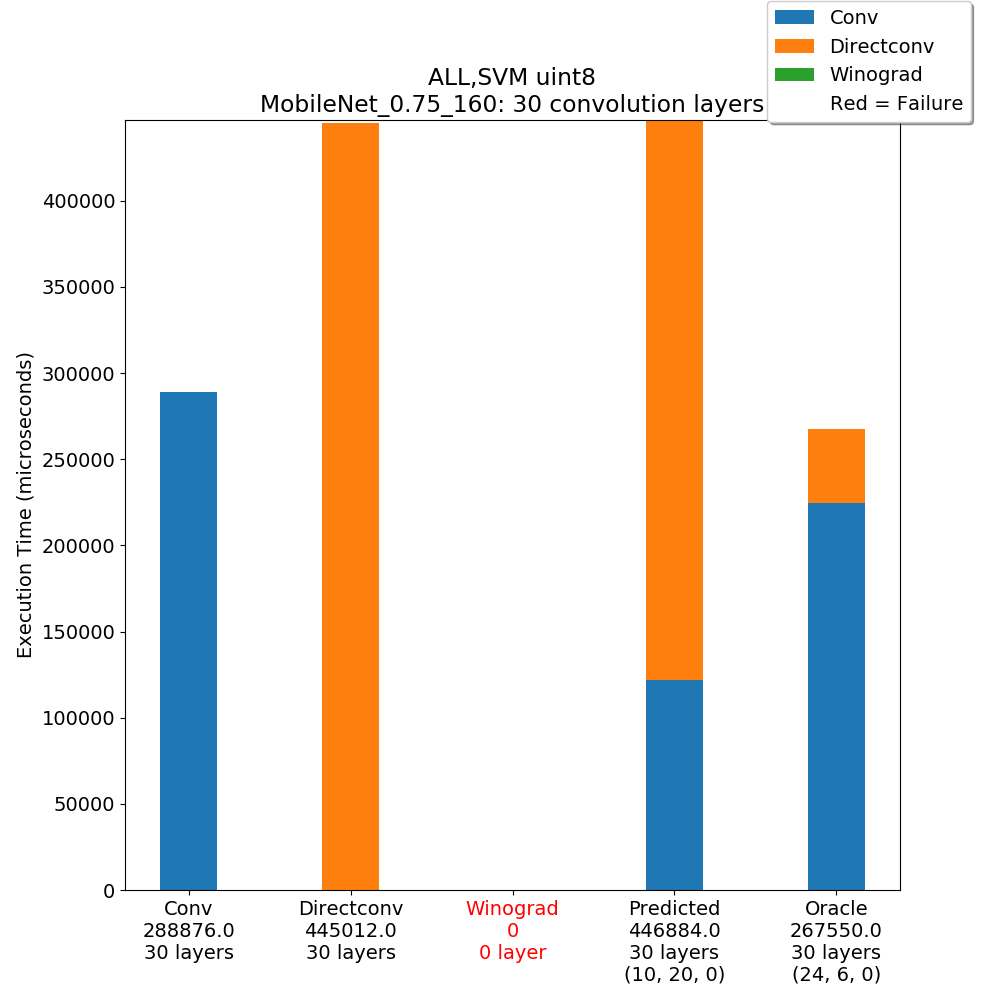 Conv
Directconv
Winograd
Red = Failure
ALL,SVM uint8
MobileNet_0.75_160: 30 convolution layers
Execution Time (microseconds)
400000
350000
300000
250000
200000
150000
100000
50000
0
Conv
288876.0
30 layers
Directconv
445012.0
30 layers
Winograd
0
0 layer
Predicted
446884.0
30 layers
(10, 20, 0)
Oracle
267550.0
30 layers
(24, 6, 0)